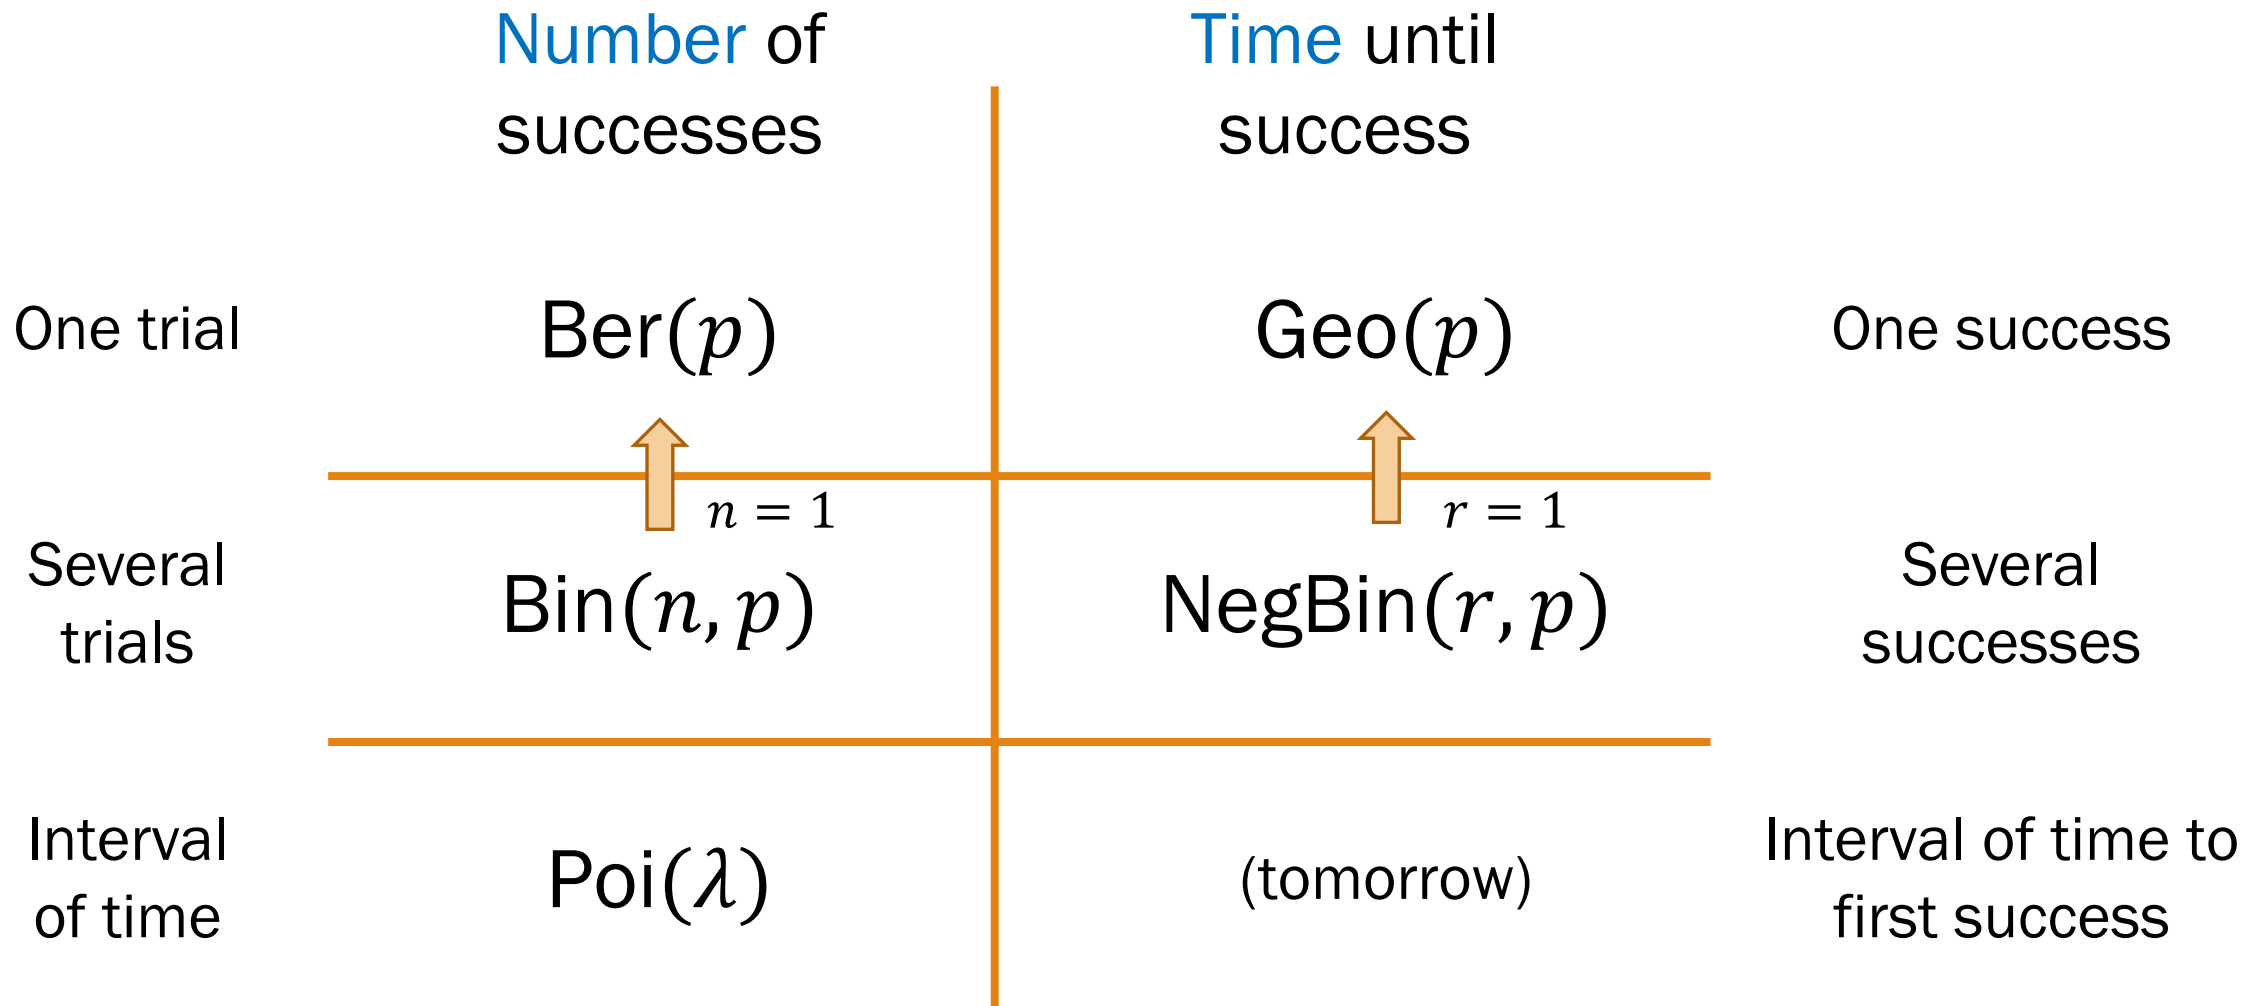 Number of
successes
Time until
success
One trial
Ber(p)
Geo(p)
One success
n = 1
r = 1
Several
trials
Bin(n, p)
NegBin(r, p)
Several
successes
Interval
of time
Poi(λ)
(tomorrow)
Interval of time to
first success